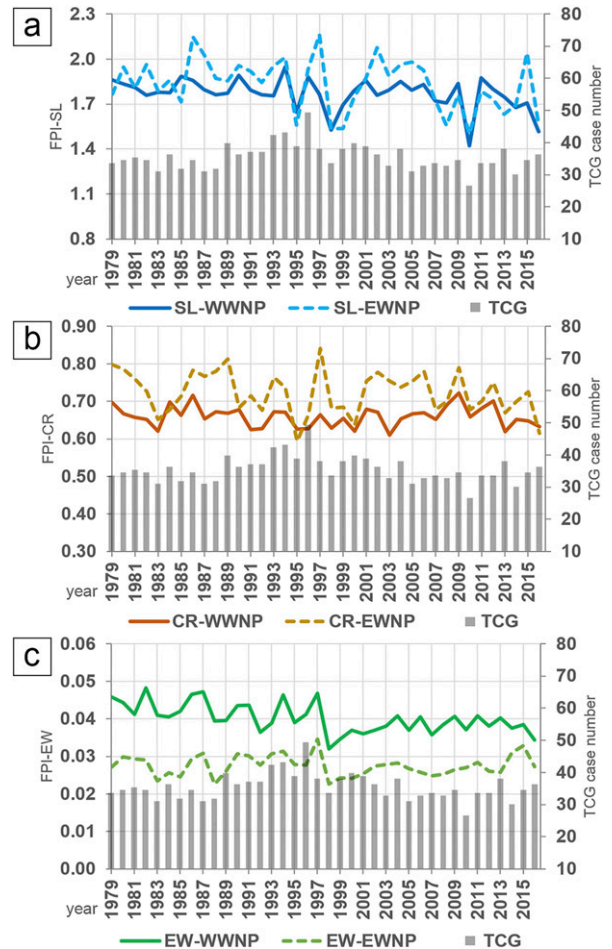 a
2.3
2.0
1.7
1.4
1.1
0.8
FPI-SL
80
70
60
50
40
30
20
10
TCG case number
1979 1981 1983 1985 1987 1989 1991 1993 1995 1997 1999 2001 2003 2005 2007 2009 2011 2013 2015
year
SL-WWNP SL-EWNP TCG
b
0.90
0.80
0.70
0.60
0.50
0.40
0.30
FPI-CR
80
70
60
50
40
30
20
10
TCG case number
1979 1981 1983 1985 1987 1989 1991 1993 1995 1997 1999 2001 2003 2005 2007 2009 2011 2013 2015
year
CR-WWNP CR-EWNP TCG
c
0.06
0.05
0.04
0.03
0.02
0.01
0.00
FPI-EW
80
70
60
50
40
30
20
10
TCG case number
1979 1981 1983 1985 1987 1989 1991 1993 1995 1997 1999 2001 2003 2005 2007 2009 2011 2013 2015
year
EW-WWNP EW-EWNP TCG